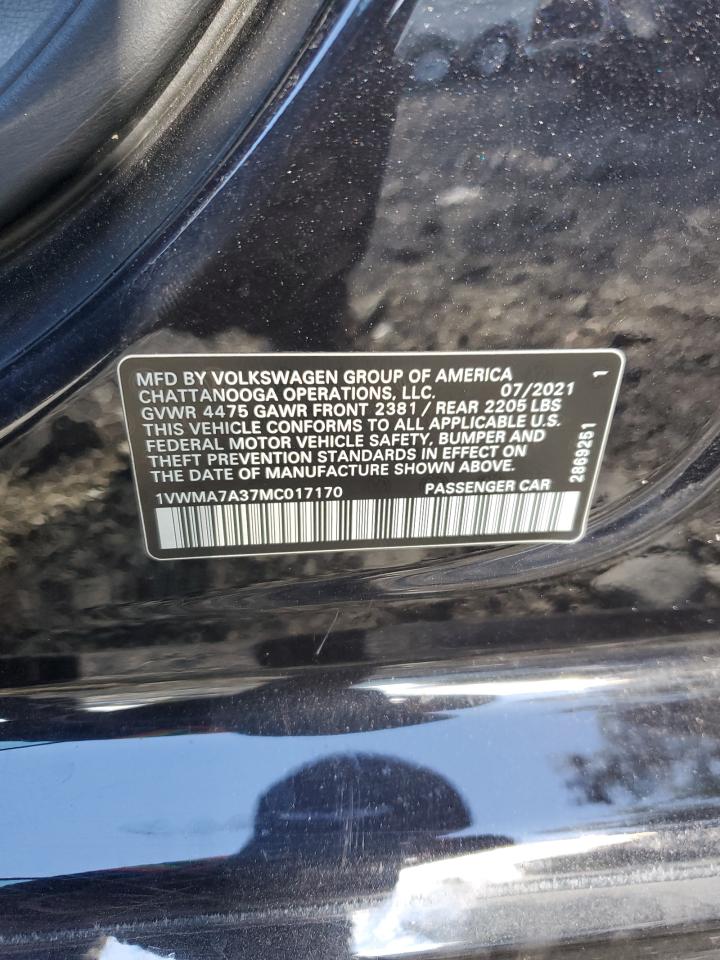 MFD BY VOLKSWAGEN GROUP OF AMERICA
CHATTANOOGA OPERATIONS, LLC. 07/2021
GVWR 4475 GAWR FRONT 2381 / REAR 2205 LBS
THIS VEHICLE CONFORMS TO ALL APPLICABLE U.S.
FEDERAL MOTOR VEHICLE SAFETY, BUMPER AND
THEFT PREVENTION STANDARDS IN EFFECT ON
THE DATE OF MANUFACTURE SHOWN ABOVE.
1VWMA7A37MC017170 PASSENGER CAR
2869251 1